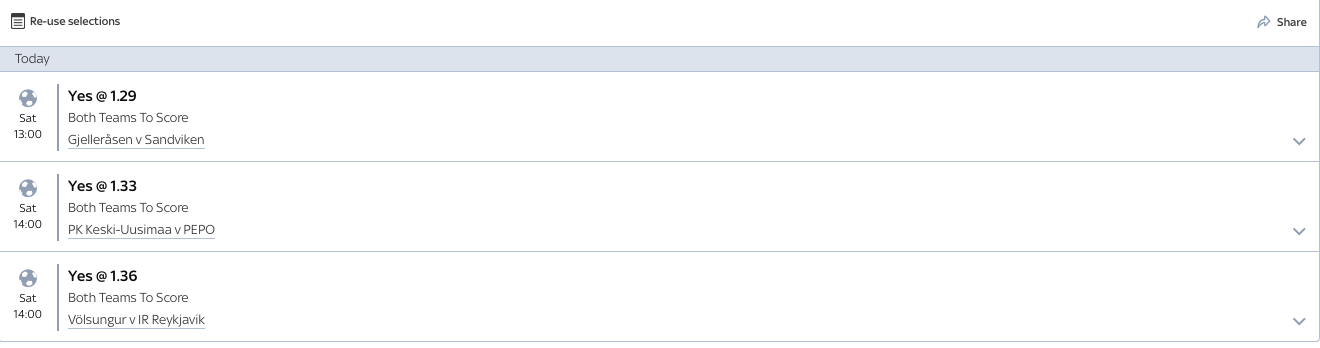 Re-use selections
Share
Today
Sat
13:00
Yes @ 1.29
Both Teams To Score
Gjelleråsen v Sandviken
Sat
14:00
Yes @ 1.33
Both Teams To Score
PK Keski-Uusimaa v PEPO
Sat
14:00
Yes @ 1.36
Both Teams To Score
Völsungur v IR Reykjavik